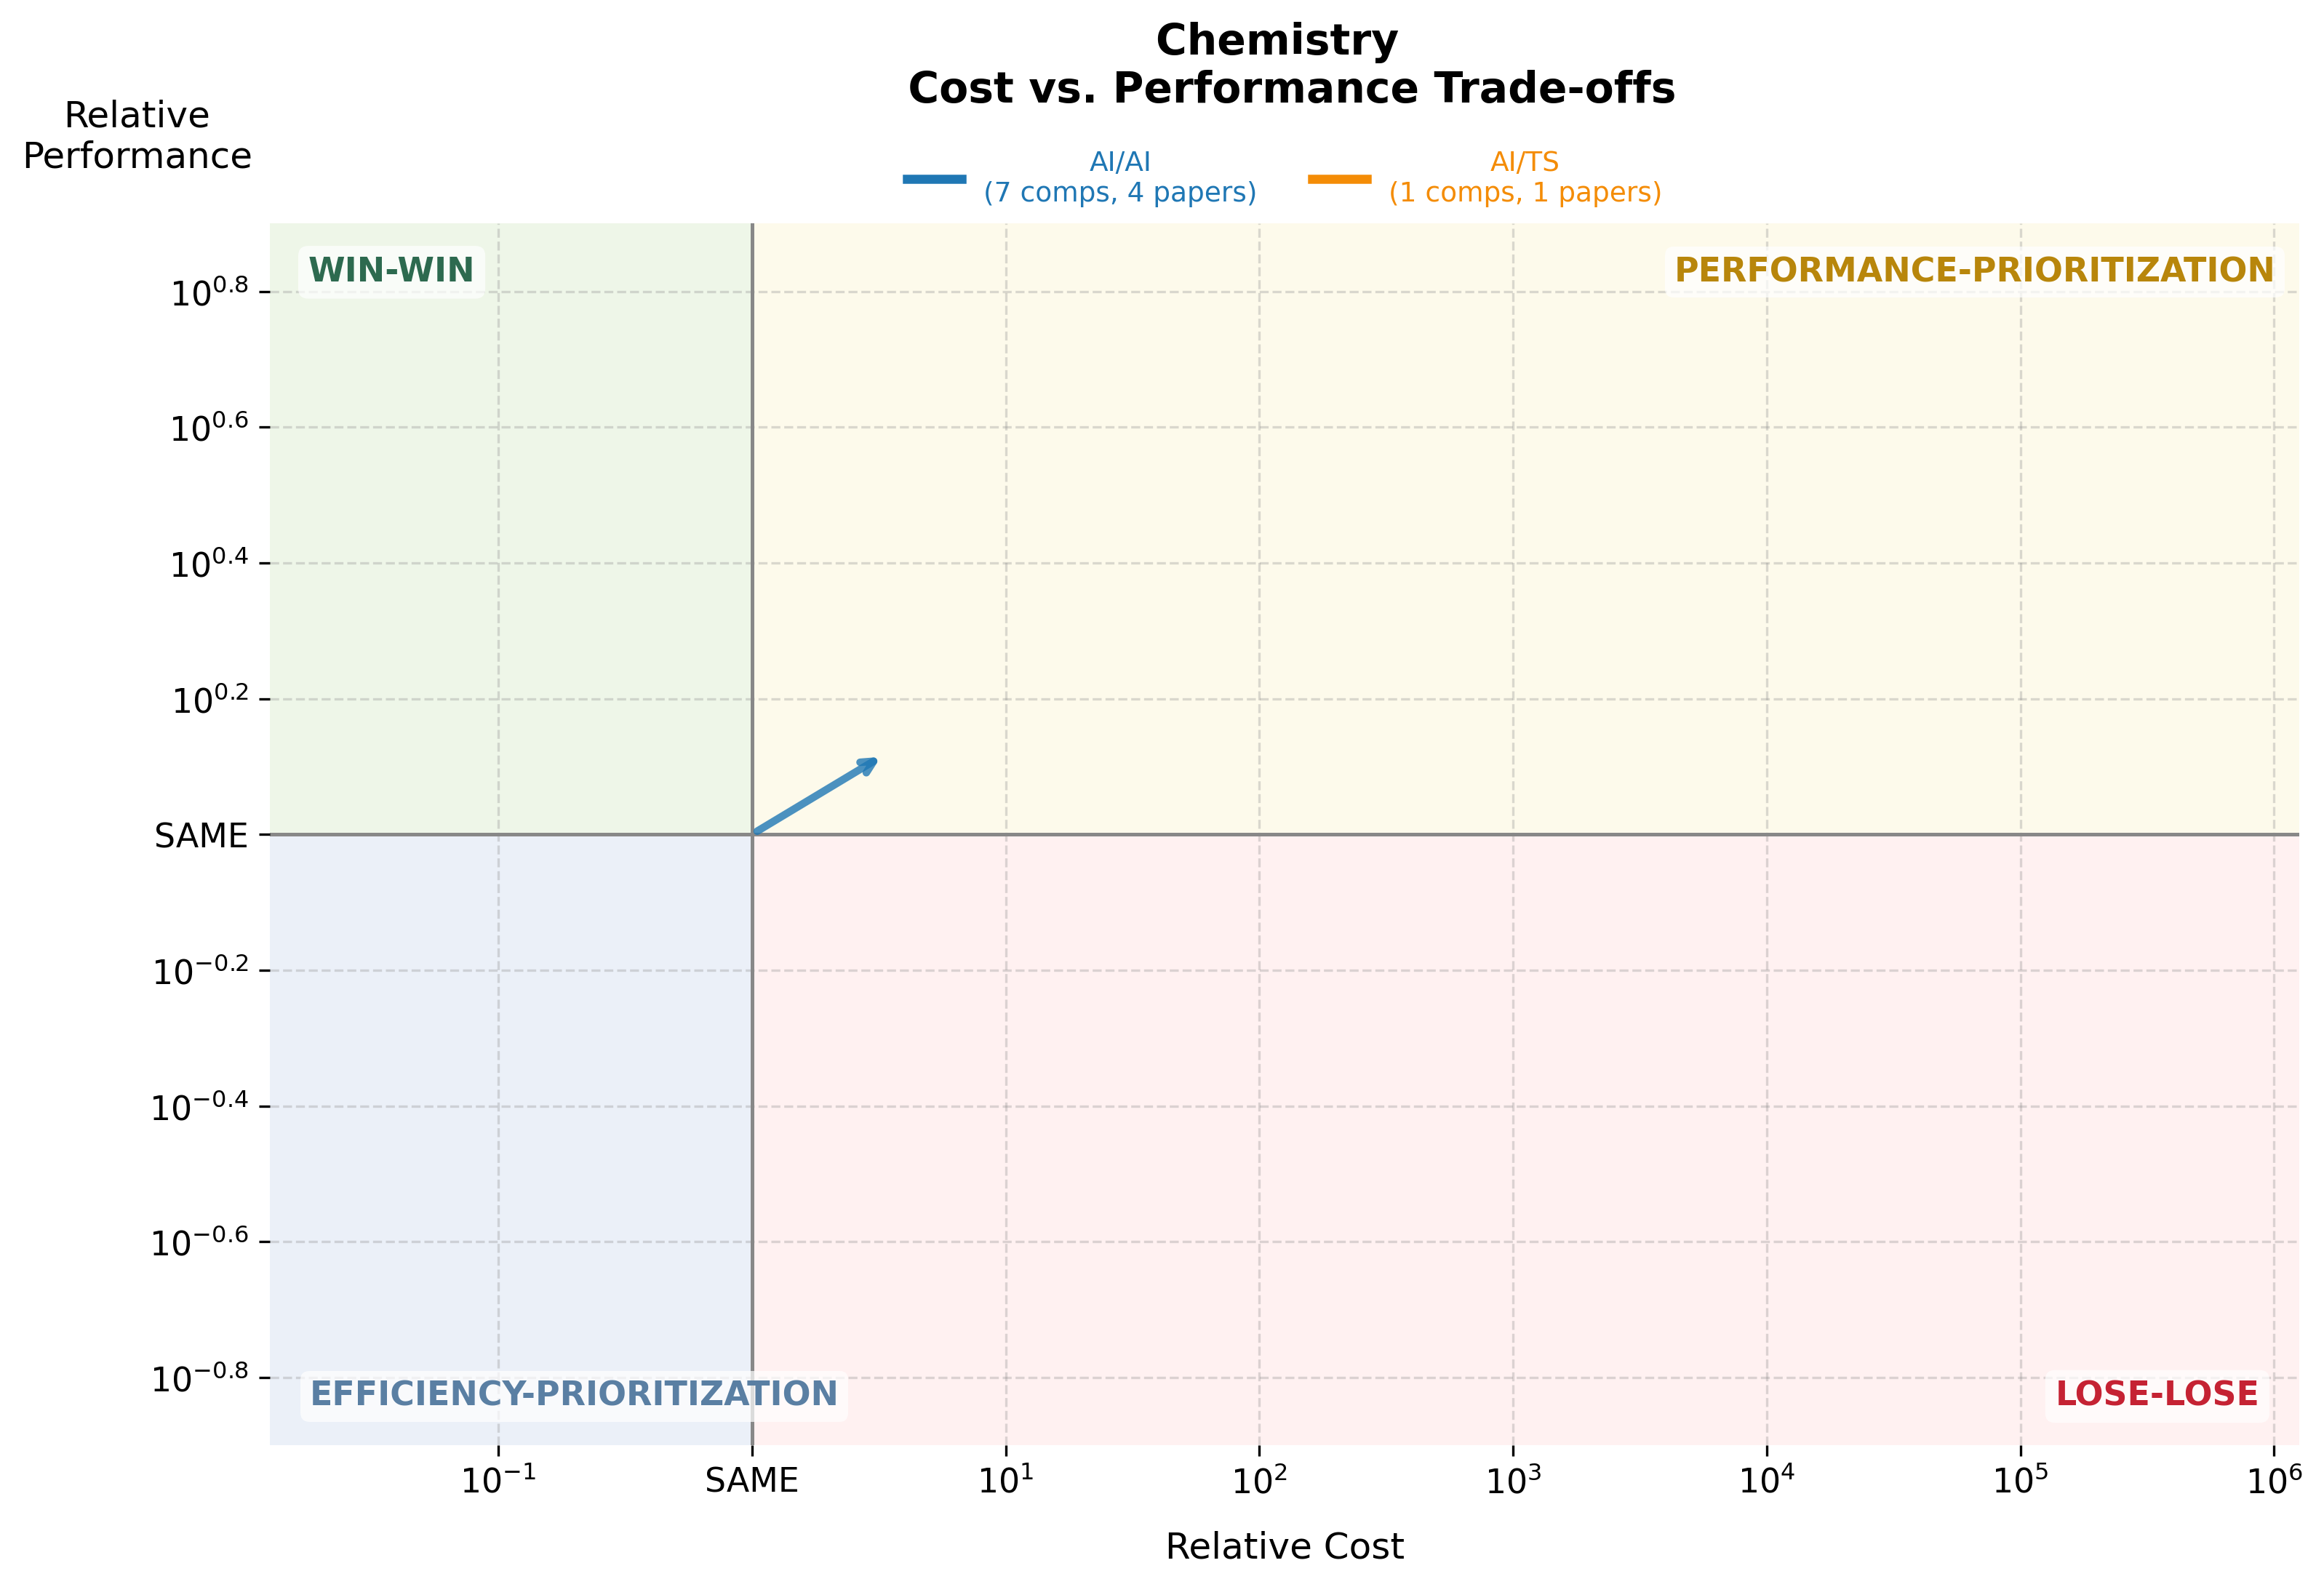 Chemistry
Cost vs. Performance Trade-offs
Relative
Performance
AI/AI
(7 comps, 4 papers)
AI/TS
(1 comps, 1 papers)
WIN-WIN
PERFORMANCE-PRIORITIZATION
10^0.8
10^0.6
10^0.4
10^0.2
SAME
10^−0.2
10^−0.4
10^−0.6
10^−0.8
EFFICIENCY-PRIORITIZATION
LOSE-LOSE
10^−1 SAME 10^1 10^2 10^3 10^4 10^5 10^6
Relative Cost